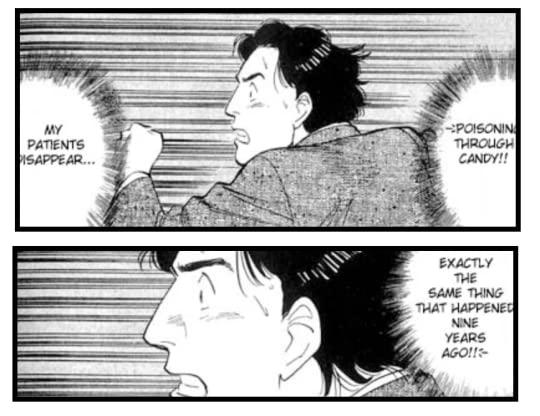 -:POISONING
THROUGH
CANDY!!
MY
PATIENTS
DISAPPEAR...
EXACTLY
THE
SAME THING
THAT HAPPENED
NINE
YEARS
AGO!!:-